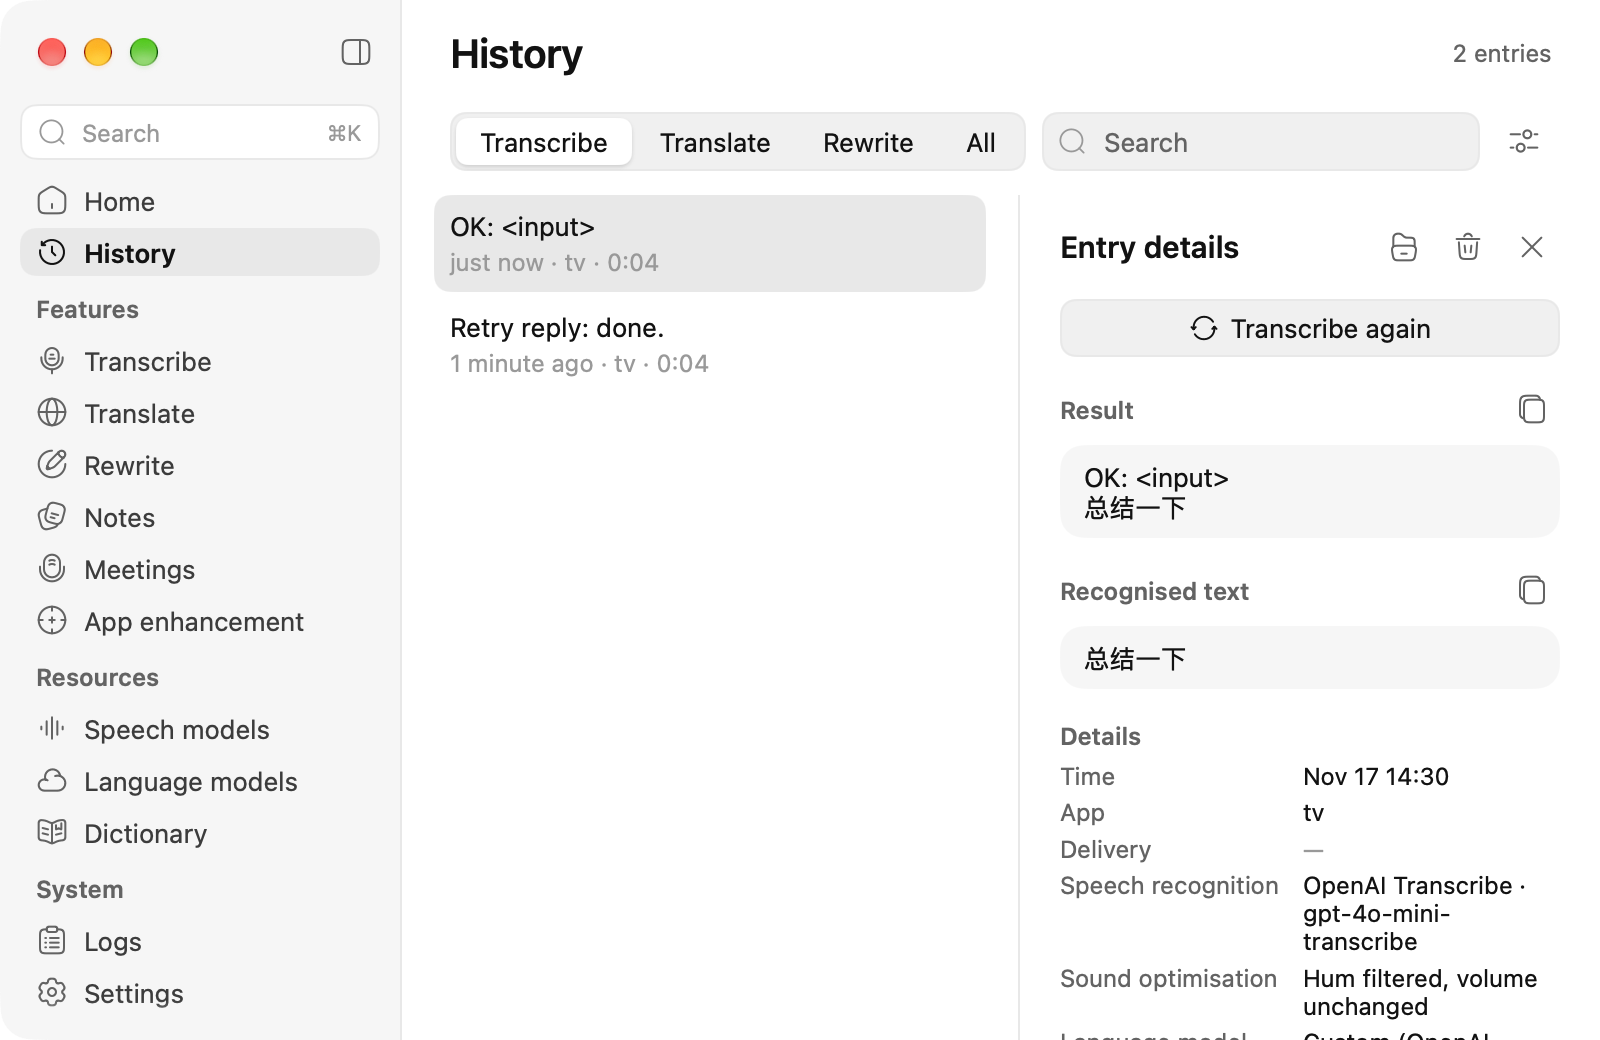 Search ⌘K
Home
History
Features
Transcribe
Translate
Rewrite
Notes
Meetings
App enhancement
Resources
Speech models
Language models
Dictionary
System
Logs
Settings
History
2 entries
Transcribe Translate Rewrite All
Search
OK: <input>
just now · tv · 0:04
Retry reply: done.
1 minute ago · tv · 0:04
Entry details
Transcribe again
Result
OK: <input>
总结一下
Recognised text
总结一下
Details
Time Nov 17 14:30
App tv
Delivery —
Speech recognition OpenAI Transcribe ·
gpt-4o-mini-
transcribe
Sound optimisation Hum filtered, volume
unchanged
Language model Custom (OpenAI